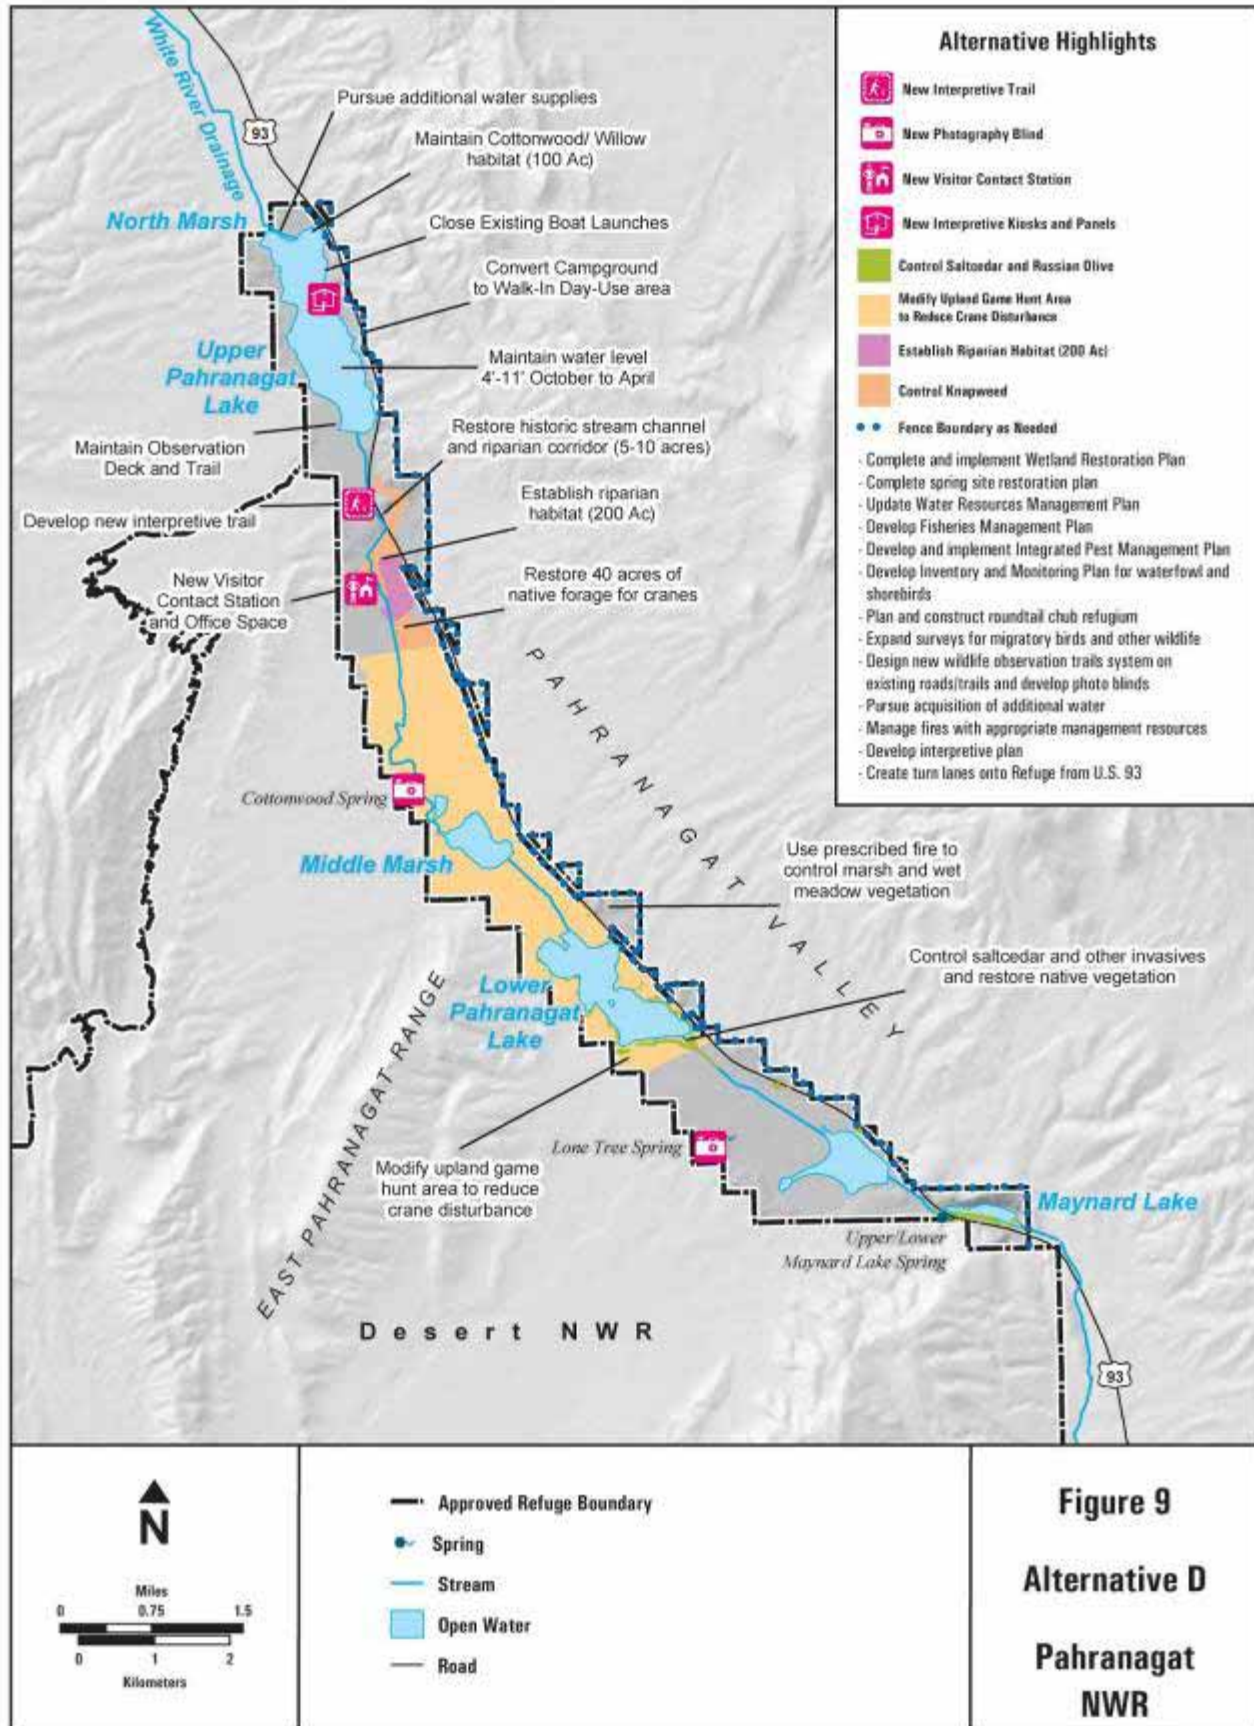 White River Drainage
93
Pursue additional water supplies
Maintain Cottonwood/ Willow
habitat (100 Ac)
North Marsh
Close Existing Boat Launches
Convert Campground
to Walk-In Day-Use area
Upper
Pahranagat
Lake
Maintain water level
4'-11' October to April
Maintain Observation
Deck and Trail
Restore historic stream channel
and riparian corridor (5-10 acres)
Develop new interpretive trail
Establish riparian
habitat (200 Ac)
New Visitor
Contact Station
and Office Space
Restore 40 acres of
native forage for cranes
PAHRANAGAT VALLEY
Cottonwood Spring
Middle Marsh
Use prescribed fire to
control marsh and wet
meadow vegetation
Control saltcedar and other invasives
and restore native vegetation
Lower
Pahranagat
Lake
EAST PAHRANAGAT RANGE
Lone Tree Spring
Modify upland game
hunt area to reduce
crane disturbance
Maynard Lake
Upper/Lower
Maynard Lake Spring
Desert NWR
93
Alternative Highlights
New Interpretive Trail
New Photography Blind
New Visitor Contact Station
New Interpretive Kiosks and Panels
Control Saltcedar and Russian Olive
Modify Upland Game Hunt Area
to Reduce Crane Disturbance
Establish Riparian Habitat (200 Ac)
Control Knapweed
Fence Boundary as Needed
- Complete and implement Wetland Restoration Plan
- Complete spring site restoration plan
- Update Water Resources Management Plan
- Develop Fisheries Management Plan
- Develop and implement Integrated Pest Management Plan
- Develop Inventory and Monitoring Plan for waterfowl and
shorebirds
- Plan and construct roundtail chub refugium
- Expand surveys for migratory birds and other wildlife
- Design new wildlife observation trails system on
existing roads/trails and develop photo blinds
- Pursue acquisition of additional water
- Manage fires with appropriate management resources
- Develop interpretive plan
- Create turn lanes onto Refuge from U.S. 93
N
Miles
0 0.75 1.5
0 1 2
Kilometers
Approved Refuge Boundary
Spring
Stream
Open Water
Road
Figure 9
Alternative D
Pahranagat
NWR